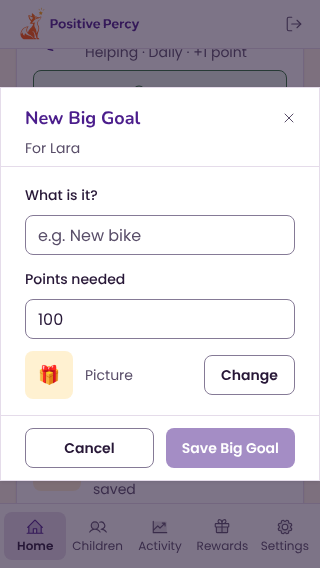 Positive Percy
Helping · Daily · +1 point
New Big Goal
For Lara
What is it?
e.g. New bike
Points needed
100
Picture
Change
Cancel
Save Big Goal
saved
Home
Children
Activity
Rewards
Settings